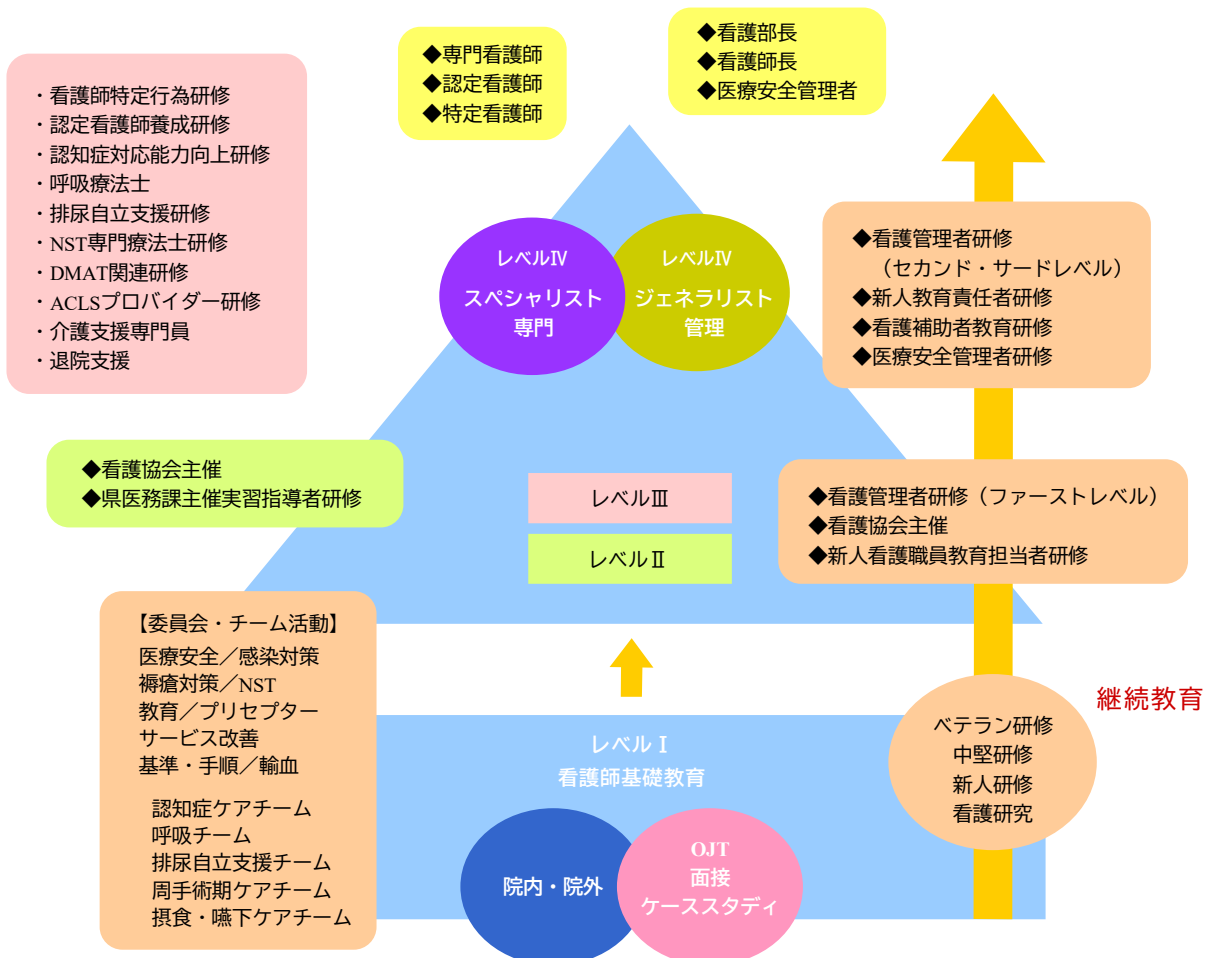 ◆看護部長
◆看護師長
◆医療安全管理者
◆専門看護師
◆認定看護師
◆特定看護師
・看護師特定行為研修
・認定看護師養成研修
・認知症対応能力向上研修
・呼吸療法士
・排尿自立支援研修
・NST専門療法士研修
・DMAT関連研修
・ACLSプロバイダー研修
・介護支援専門員
・退院支援
レベルⅣ
スペシャリスト
専門
レベルⅣ
ジェネラリスト
管理
◆看護管理者研修
（セカンド・サードレベル）
◆新人教育責任者研修
◆看護補助者教育研修
◆医療安全管理者研修
◆看護協会主催
◆県医務課主催実習指導者研修
レベルⅢ
レベルⅡ
◆看護管理者研修（ファーストレベル）
◆看護協会主催
◆新人看護職員教育担当者研修
【委員会・チーム活動】
医療安全／感染対策
褥瘡対策／NST
教育／プリセプター
サービス改善
基準・手順／輸血
認知症ケアチーム
呼吸チーム
排尿自立支援チーム
周手術期ケアチーム
摂食・嚥下ケアチーム
レベルⅠ
看護師基礎教育
院内・院外
OJT
面接
ケーススタディ
ベテラン研修
中堅研修
新人研修
看護研究
継続教育